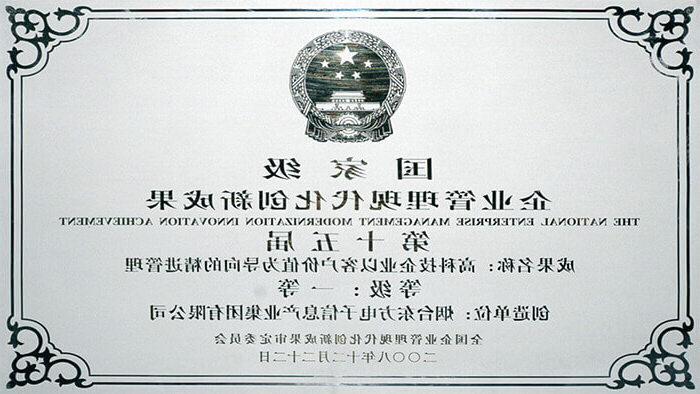 国家级
企业管理现代化创新成果
THE NATIONAL ENTERPRISE MANAGEMENT MODERNIZATION INNOVATION ACHIEVEMENT
第十五届
成果名称：高科技企业以客户价值为导向的精进管理
等级：一等
创造单位：烟台东方电子信息产业集团有限公司
全国企业管理现代化创新成果审定委员会
二〇〇八年十二月二十二日